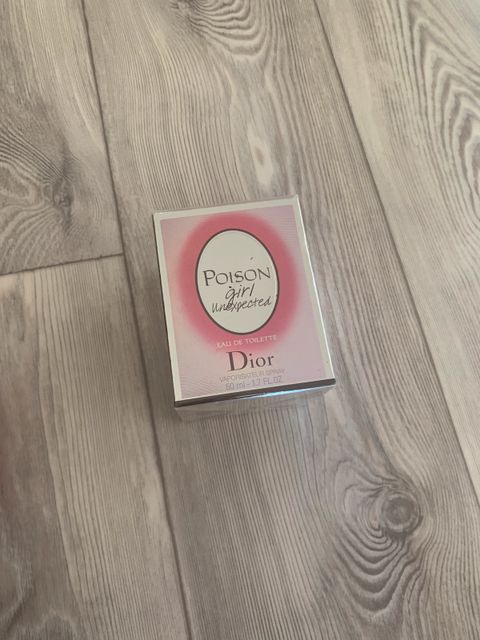 POISON
girl
Unexpected
EAU DE TOILETTE
Dior
VAPORISATEUR SPRAY
50 ml - 1.7 FL.OZ